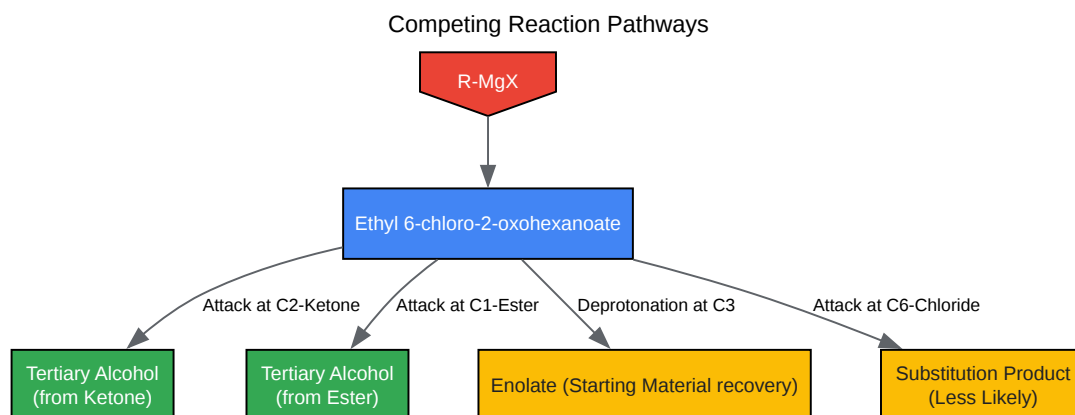 Competing Reaction Pathways
R-MgX
Ethyl 6-chloro-2-oxohexanoate
Attack at C2-Ketone
Attack at C1-Ester
Deprotonation at C3
Attack at C6-Chloride
Tertiary Alcohol
(from Ketone)
Tertiary Alcohol
(from Ester)
Enolate (Starting Material recovery)
Substitution Product
(Less Likely)